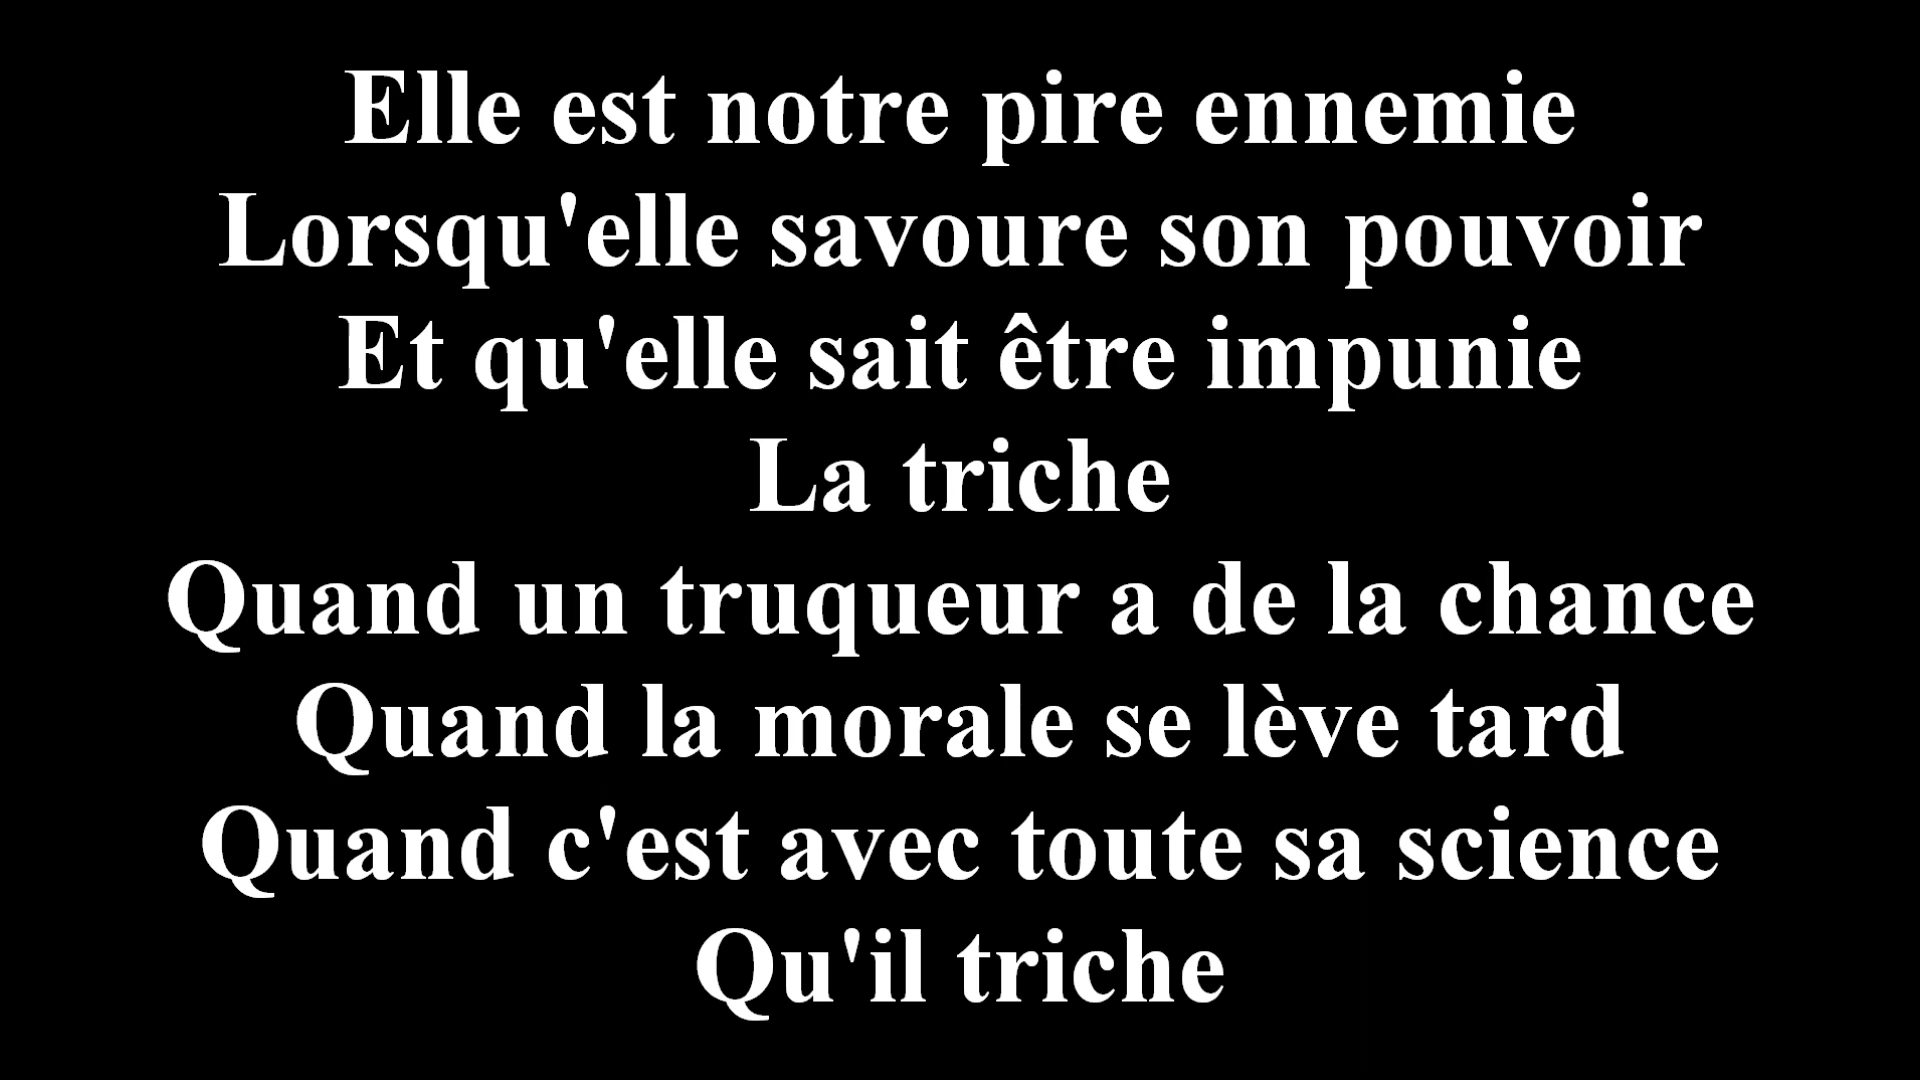 Elle est notre pire ennemie
Lorsqu'elle savoure son pouvoir
Et qu'elle sait être impunie
La triche
Quand un truqueur a de la chance
Quand la morale se lève tard
Quand c'est avec toute sa science
Qu'il triche